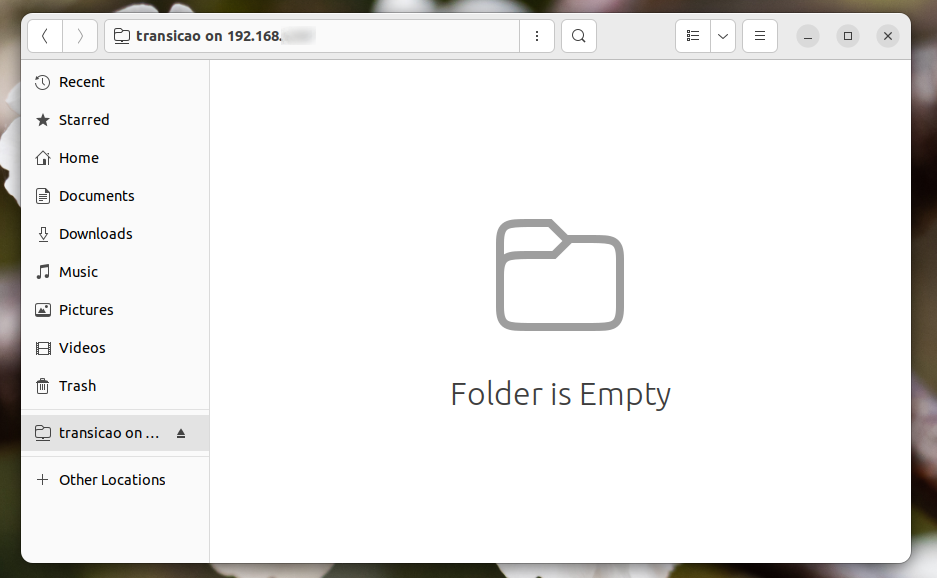 transicao on 192.168.
Recent
Starred
Home
Documents
Downloads
Music
Pictures
Videos
Trash
transicao on ...
Other Locations
Folder is Empty